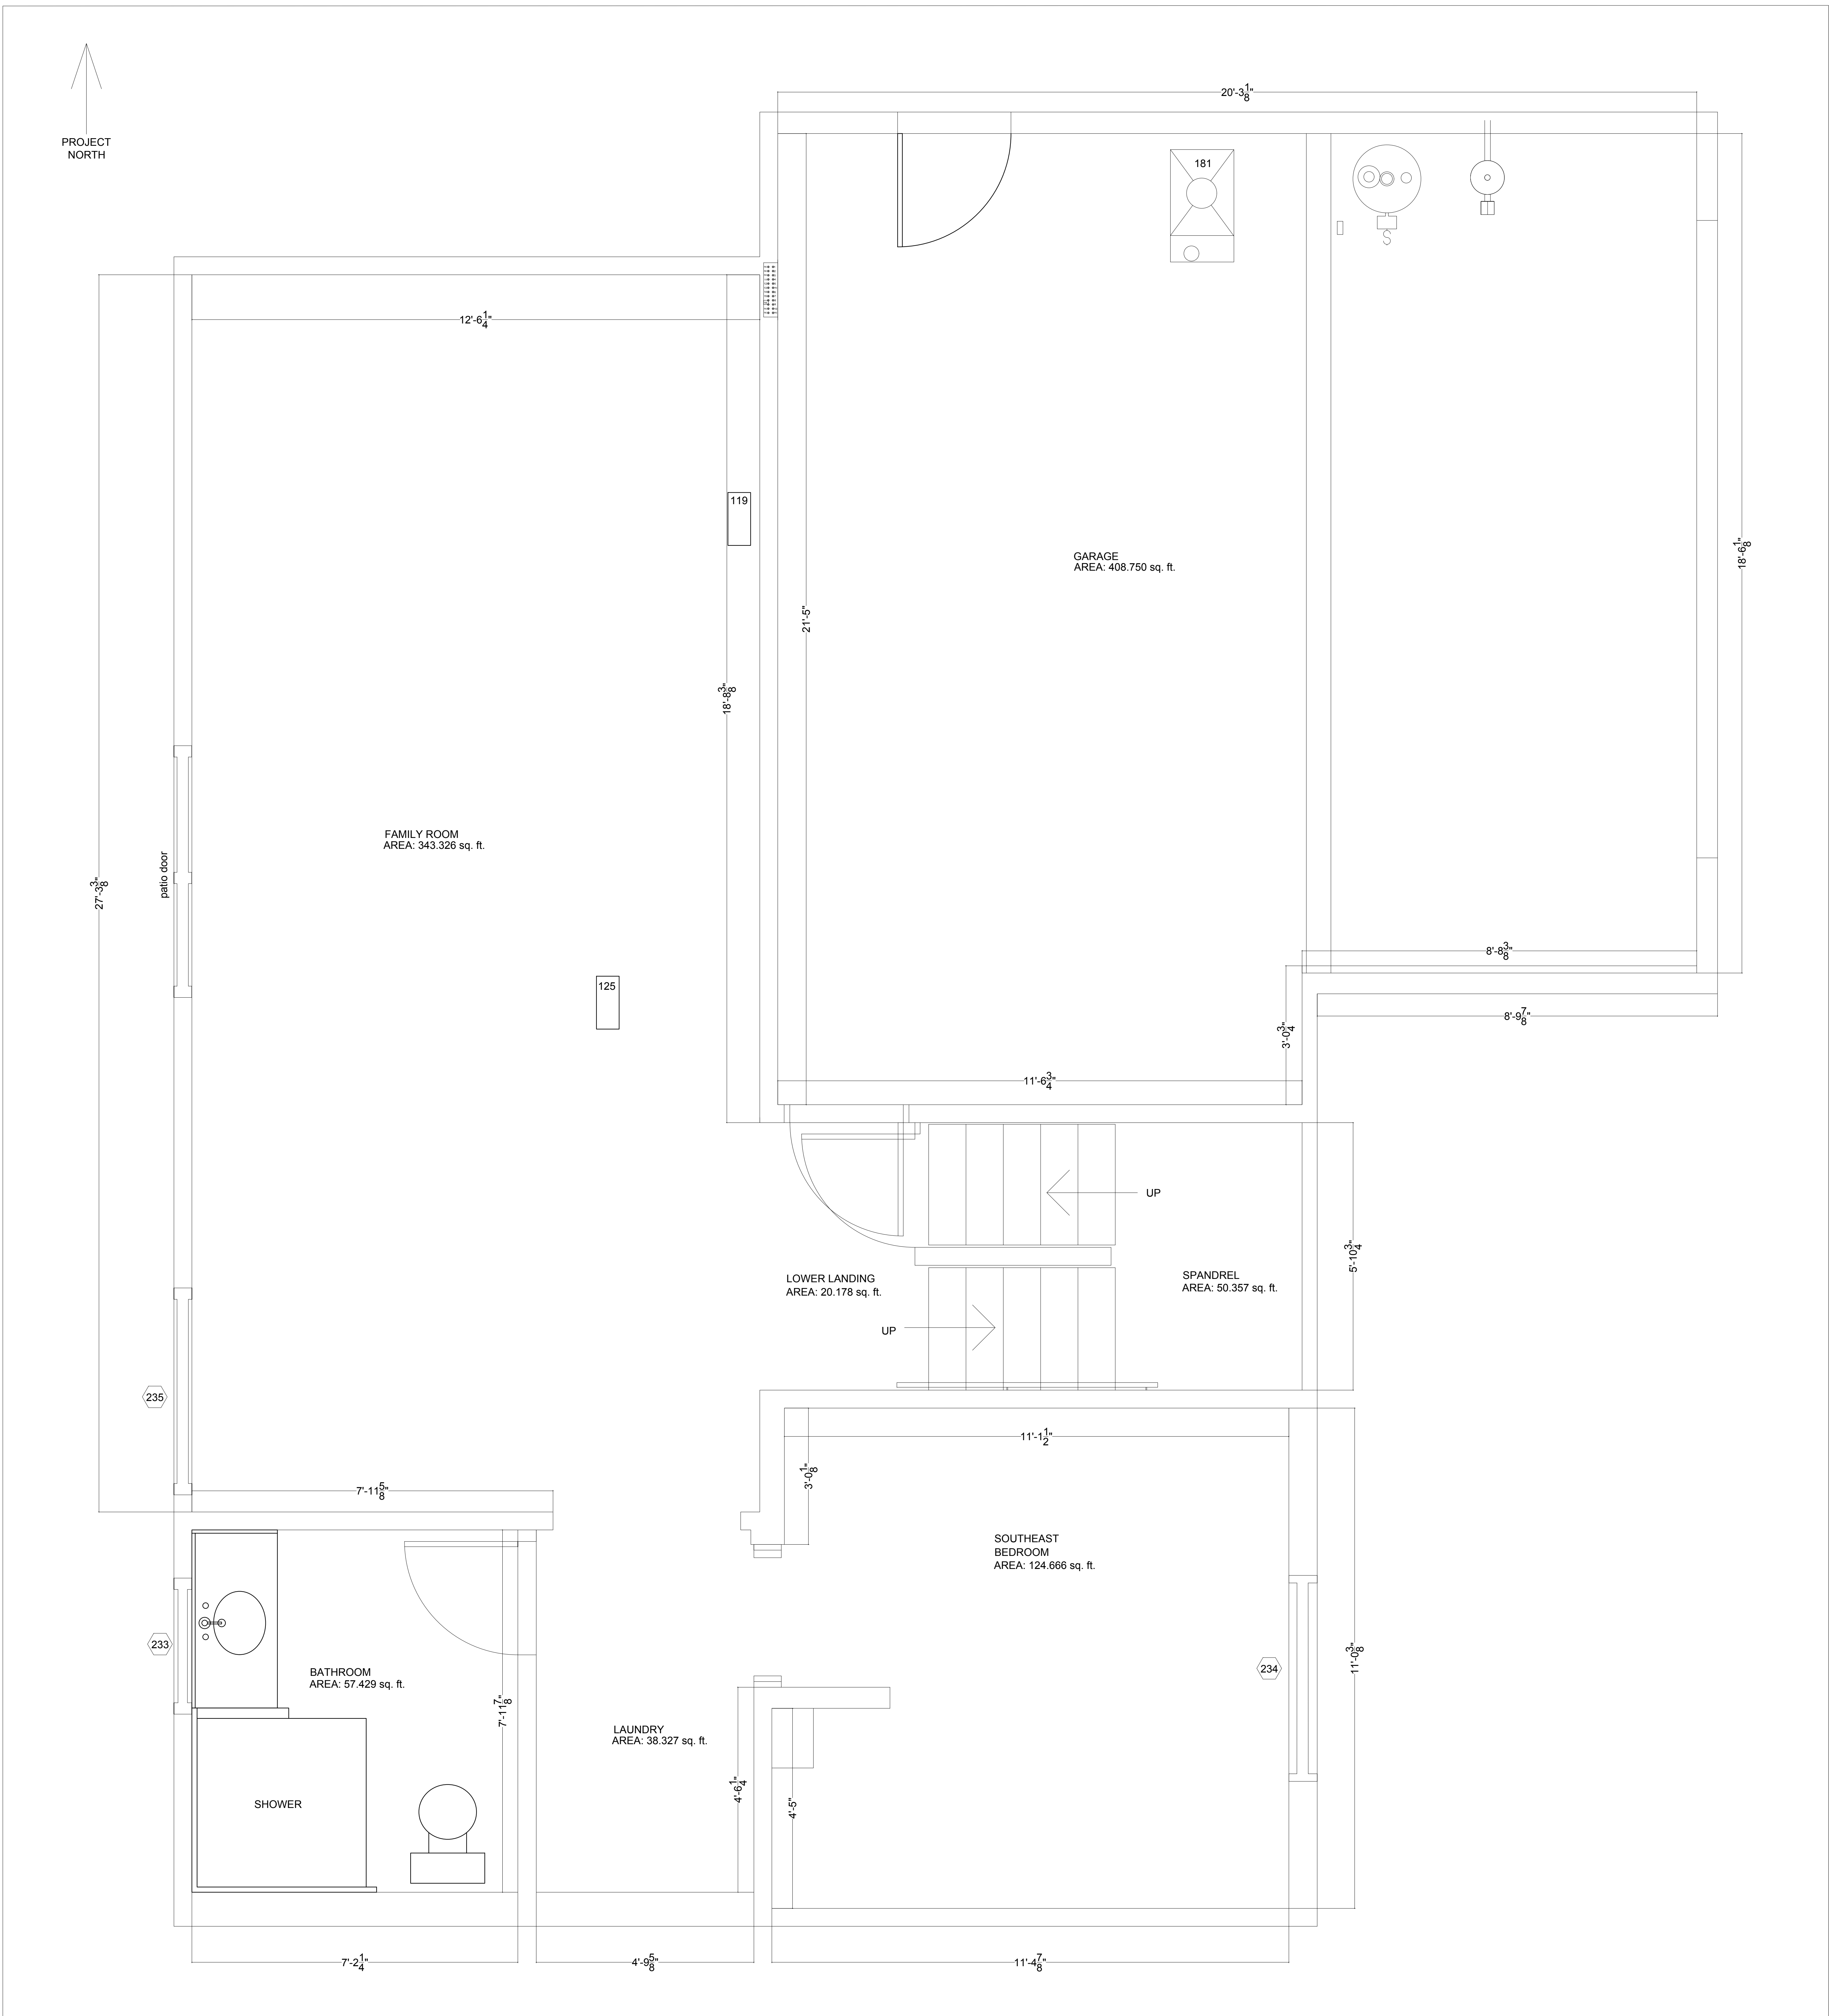 PROJECT
NORTH
20'-3 1/8"
181
S
12'-6 1/4"
119
GARAGE
AREA: 408.750 sq. ft.
18'-6 1/8"
21'-5"
18'-8 3/8"
FAMILY ROOM
AREA: 343.326 sq. ft.
patio door
27'-3 3/8"
125
8'-8 3/8"
8'-9 7/8"
3'-0 3/4"
11'-6 3/4"
UP
5'-10 3/4"
LOWER LANDING
AREA: 20.178 sq. ft.
SPANDREL
AREA: 50.357 sq. ft.
UP
235
11'-1 1/2"
3'-0 1/8"
7'-11 5/8"
SOUTHEAST
BEDROOM
AREA: 124.666 sq. ft.
233
234
11'-0 3/8"
BATHROOM
AREA: 57.429 sq. ft.
7'-11 7/8"
LAUNDRY
AREA: 38.327 sq. ft.
4'-6 1/4"
4'-5"
SHOWER
7'-2 1/4"
4'-9 5/8"
11'-4 7/8"